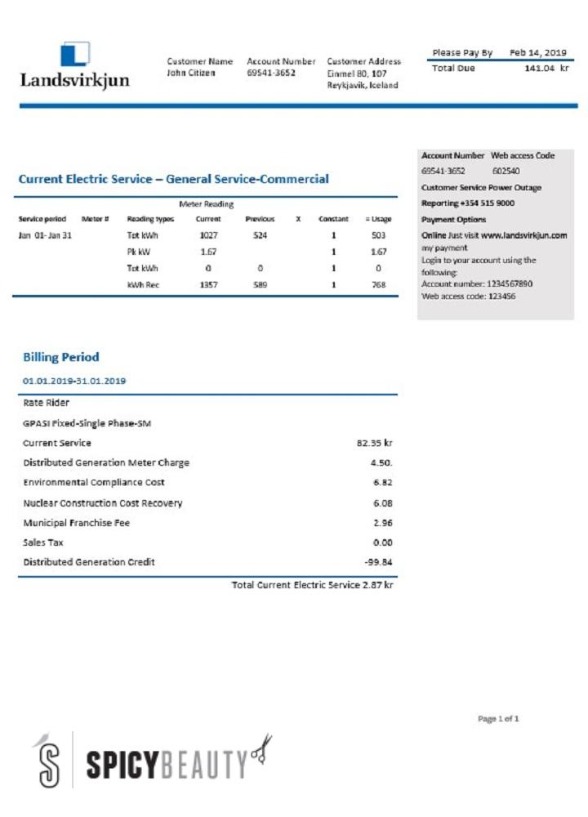 Landsvirkjun
Customer Name Account Number Customer Address
John Citizen 69541-3652 Einmel 80, 107
Reykjavik, Iceland
Please Pay By Feb 14, 2019
Total Due 141.04 kr
Account Number Web access Code
69541-3652 602540
Customer Service Power Outage
Reporting +354 515 9000
Payment Options
Online Just visit www.landsvirkjun.com
my payment
Login to your account using the
following:
Account number: 1234567890
Web access code: 123456
Current Electric Service – General Service-Commercial
Meter Reading
Service period Meter # Reading types Current Previous X Constant = Usage
Jan 01- Jan 31 Tot kWh 1027 524 1 503
Pk kW 1.67 1 1.67
Tot kWh 0 0 1 0
kWh Rec 1357 589 1 768
Billing Period
01.01.2019-31.01.2019
Rate Rider
GPASI Fixed-Single Phase-SM
Current Service 82.35 kr
Distributed Generation Meter Charge 4.50.
Environmental Compliance Cost 6.82
Nuclear Construction Cost Recovery 6.08
Municipal Franchise Fee 2.96
Sales Tax 0.00
Distributed Generation Credit -99.84
Total Current Electric Service 2.87 kr
Page 1 of 1
S SPICYBEAUTY